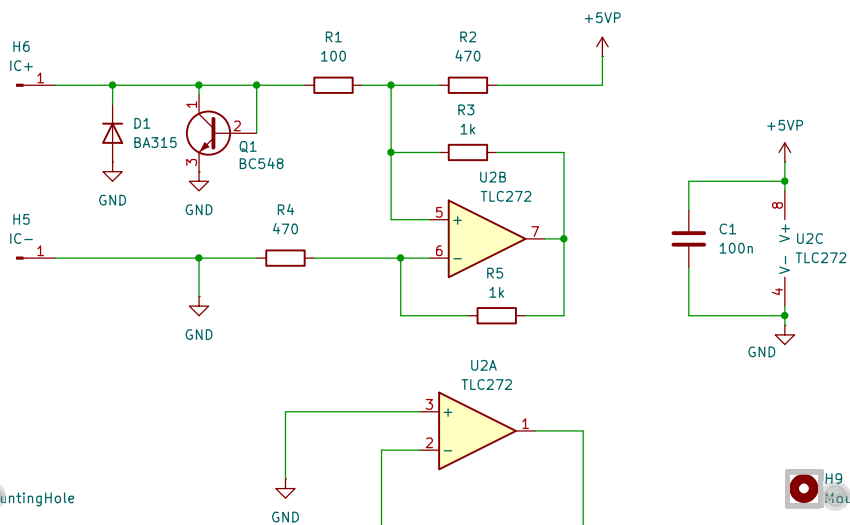 +5VP
H6
IC+
1
R1
100
R2
470
R3
1k
D1
BA315
1
2
3
Q1
BC548
GND
GND
+5VP
U2B
TLC272
5
+
6
-
7
H5
IC-
1
R4
470
R5
1k
GND
C1
100n
8
V+
U2C
TLC272
V-
4
GND
U2A
TLC272
3
+
2
-
1
GND
H9
untingHole